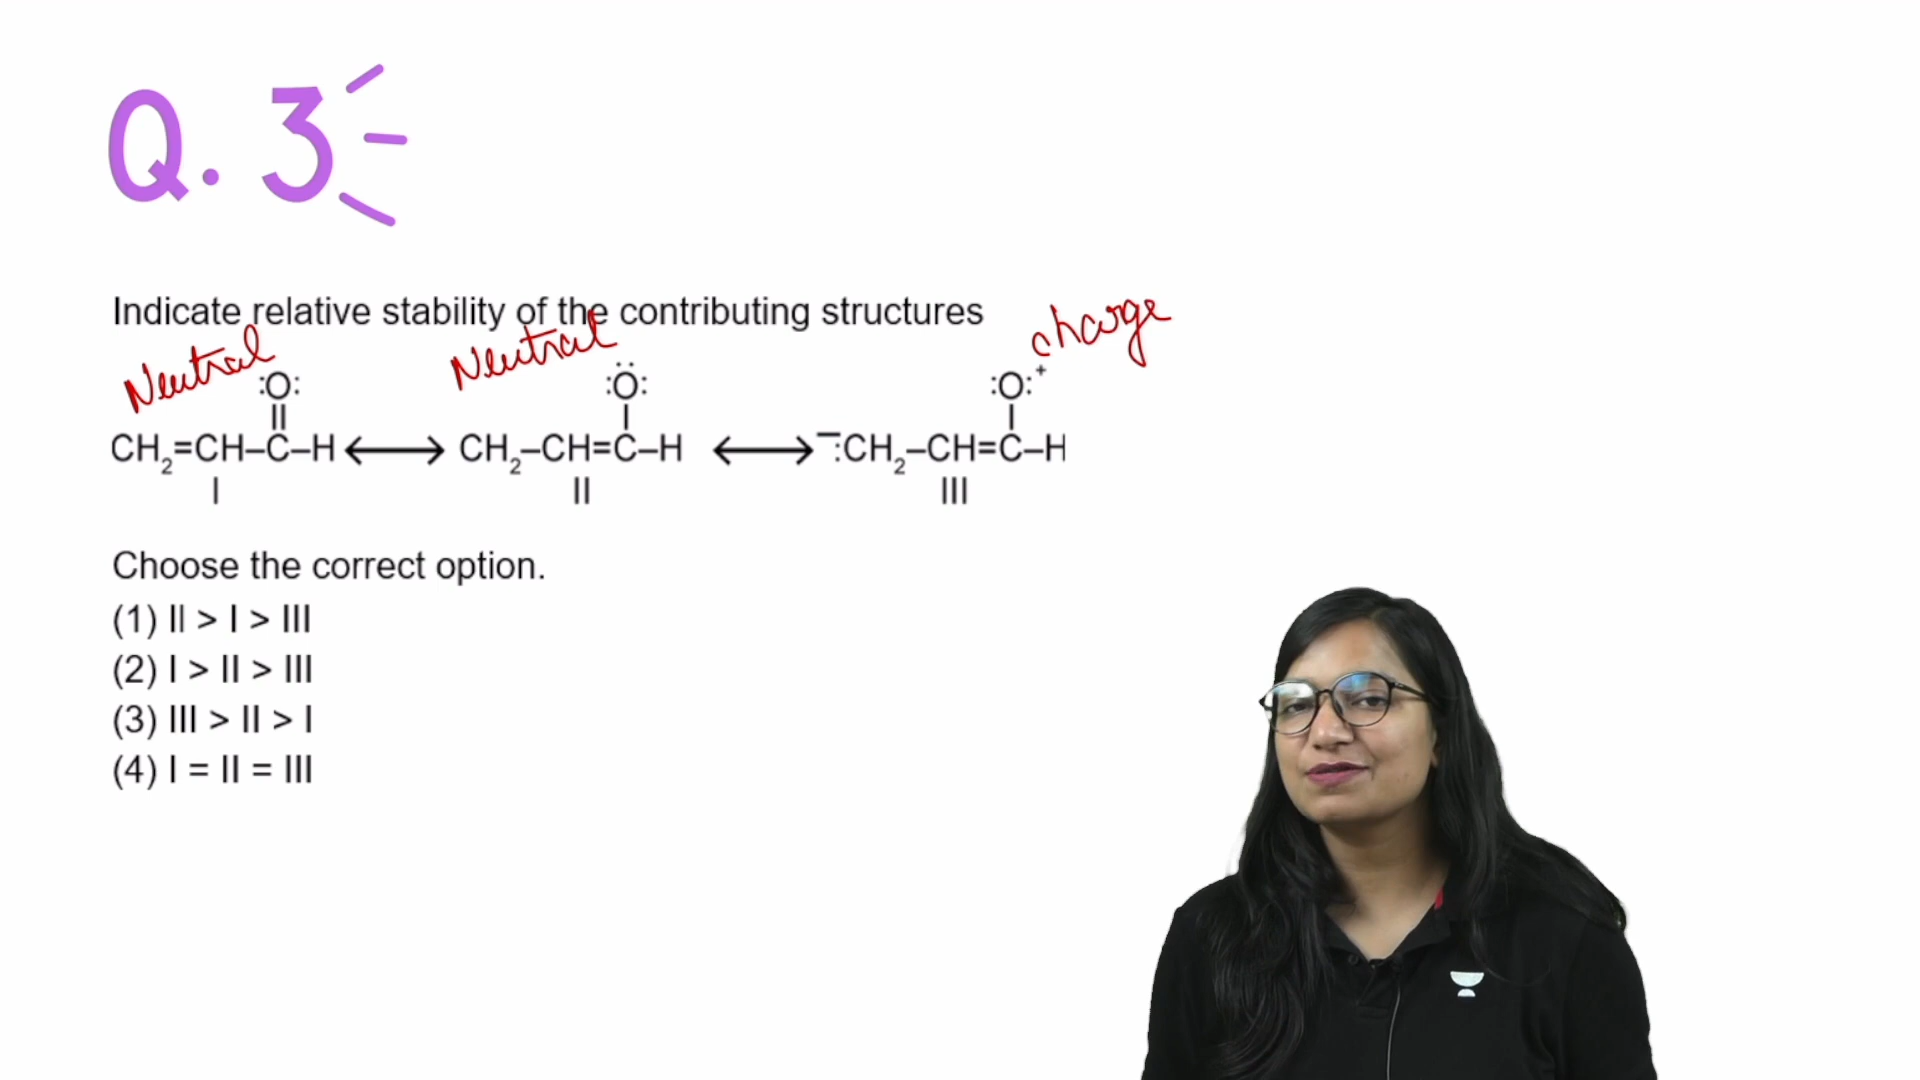 Q. 3
Indicate relative stability of the contributing structures
Neutral Neutral charge
:O: :Ö: :O:⁺
CH₂=CH–C–H ⟷ CH₂–CH=C–H ⟷ ⁻:CH₂–CH=C–H
I II III
Choose the correct option.
(1) II > I > III
(2) I > II > III
(3) III > II > I
(4) I = II = III